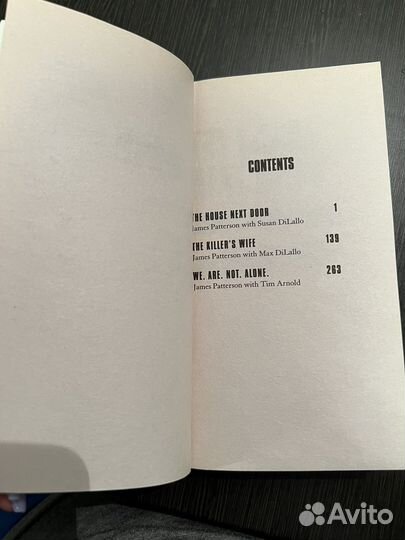 CONTENTS
THE HOUSE NEXT DOOR 1
James Patterson with Susan DiLallo
THE KILLER'S WIFE 139
James Patterson with Max DiLallo
WE. ARE. NOT. ALONE. 263
James Patterson with Tim Arnold
Avito